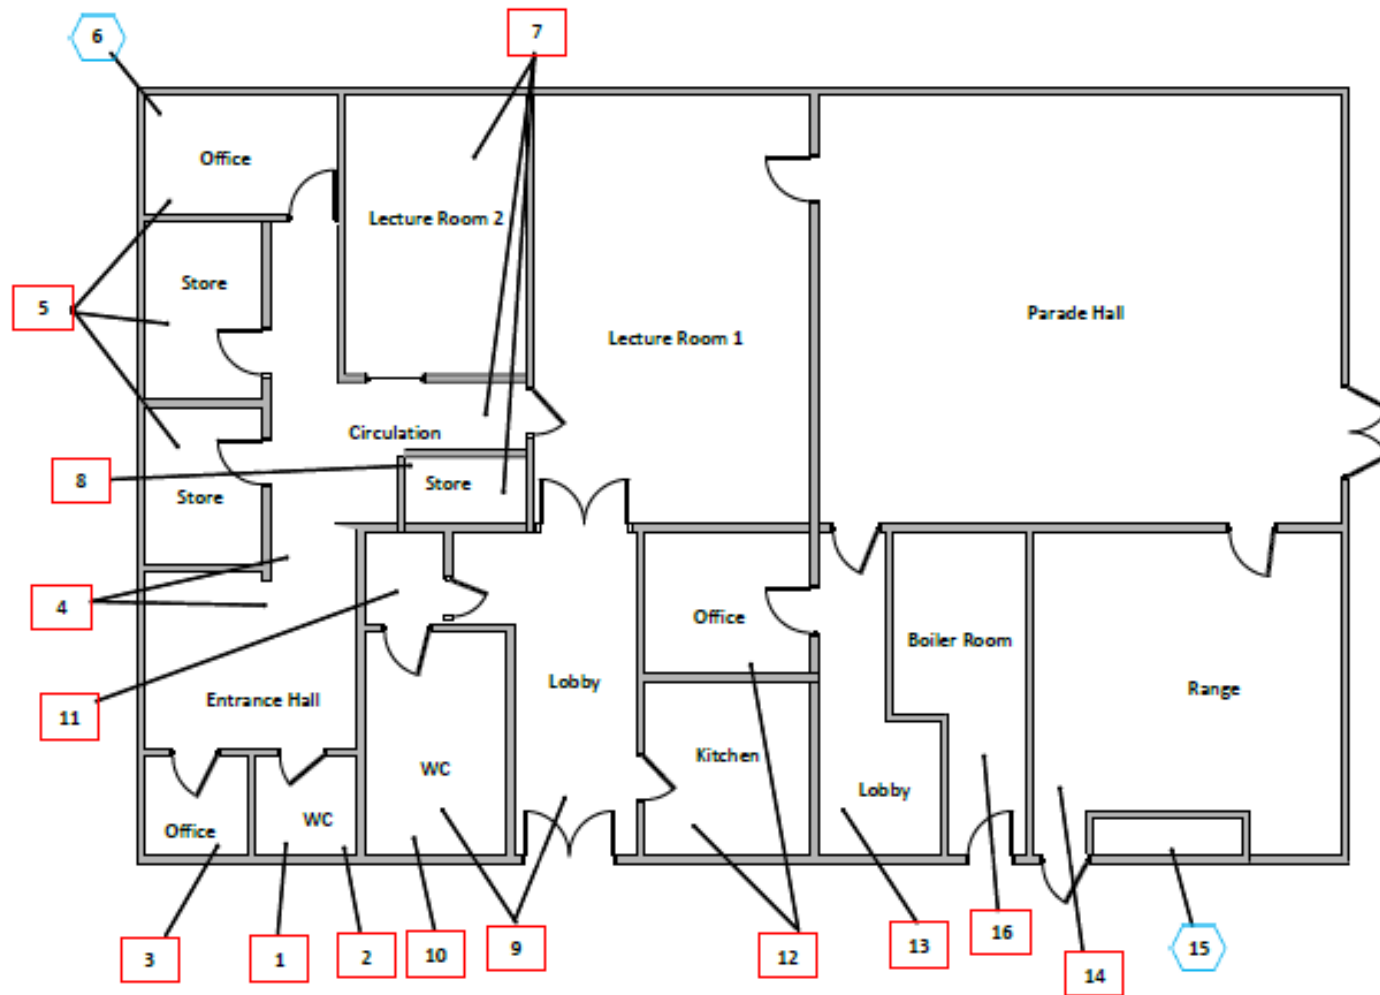 6
7
Office
Lecture Room 2
Store
5
Parade Hall
Lecture Room 1
Circulation
8
Store
Store
4
Office
Boiler Room
Lobby
Range
Entrance Hall
11
Kitchen
WC
Lobby
WC
Office
3
1
2
10
9
12
13
16
14
15